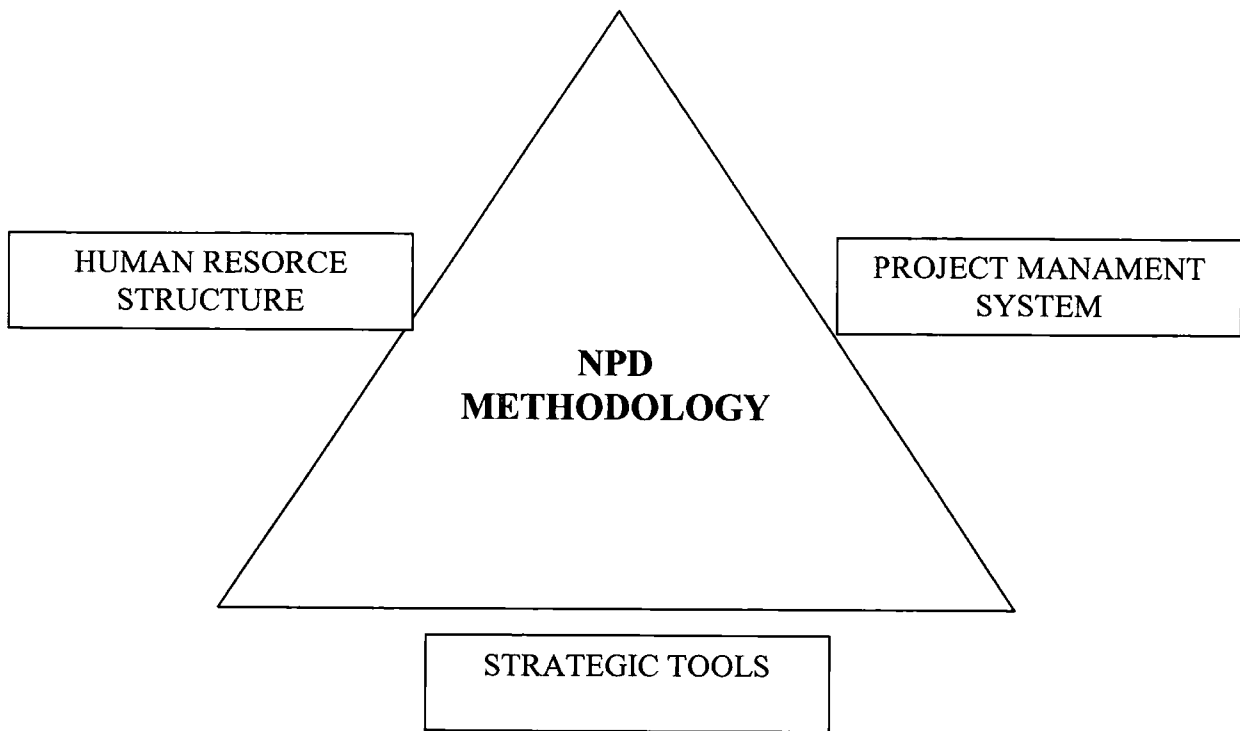 HUMAN RESORCE
STRUCTURE
PROJECT MANAMENT
SYSTEM
NPD
METHODOLOGY
STRATEGIC TOOLS